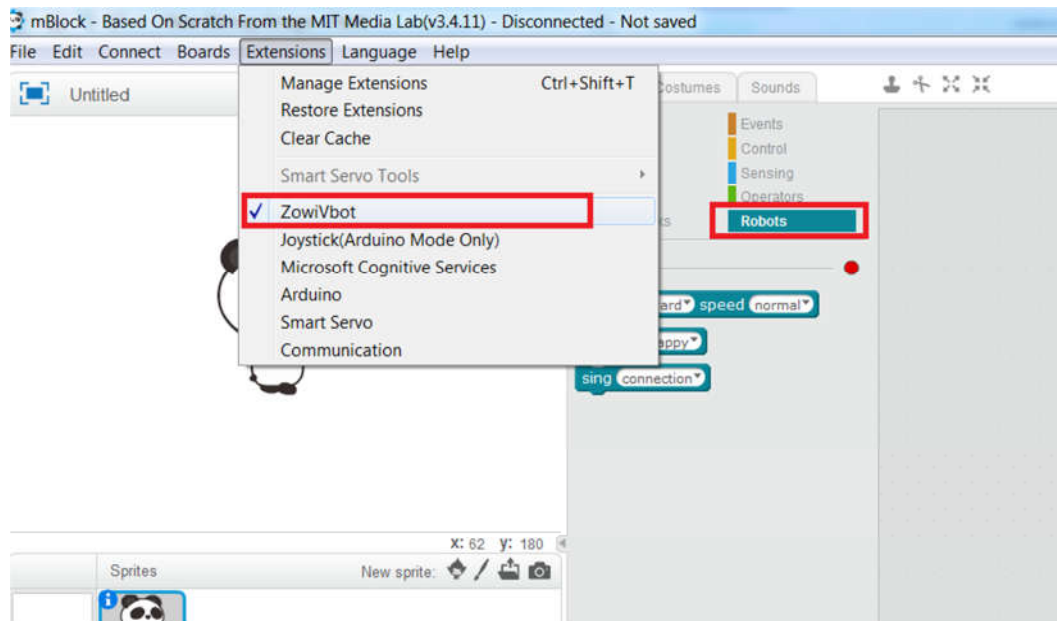 mBlock - Based On Scratch From the MIT Media Lab(v3.4.11) - Disconnected - Not saved
File Edit Connect Boards Extensions Language Help
Untitled
Manage Extensions Ctrl+Shift+T
Restore Extensions
Clear Cache
Smart Servo Tools
ZowiVbot
Joystick(Arduino Mode Only)
Microsoft Cognitive Services
Arduino
Smart Servo
Communication
Costumes Sounds
Events
Control
Sensing
Operators
Robots
speed normal
sing connection
x: 62 y: 180
Sprites New sprite: